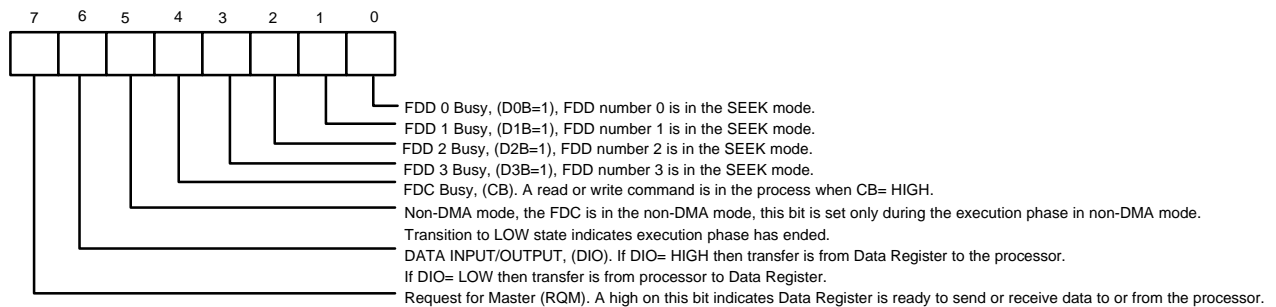 7 6 5 4 3 2 1 0
FDD 0 Busy, (D0B=1), FDD number 0 is in the SEEK mode.
FDD 1 Busy, (D1B=1), FDD number 1 is in the SEEK mode.
FDD 2 Busy, (D2B=1), FDD number 2 is in the SEEK mode.
FDD 3 Busy, (D3B=1), FDD number 3 is in the SEEK mode.
FDC Busy, (CB). A read or write command is in the process when CB= HIGH.
Non-DMA mode, the FDC is in the non-DMA mode, this bit is set only during the execution phase in non-DMA mode.
Transition to LOW state indicates execution phase has ended.
DATA INPUT/OUTPUT, (DIO). If DIO= HIGH then transfer is from Data Register to the processor.
If DIO= LOW then transfer is from processor to Data Register.
Request for Master (RQM). A high on this bit indicates Data Register is ready to send or receive data to or from the processor.